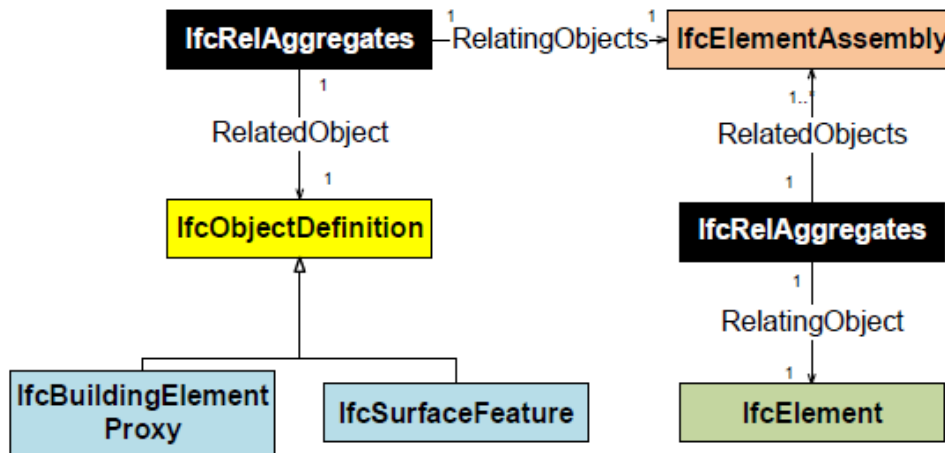 IfcRelAggregates
1
RelatingObjects
1
IfcElementAssembly
1
1..*
RelatedObject
RelatedObjects
1
1
IfcObjectDefinition
IfcRelAggregates
1
RelatingObject
IfcBuildingElement
Proxy
IfcSurfaceFeature
1
IfcElement